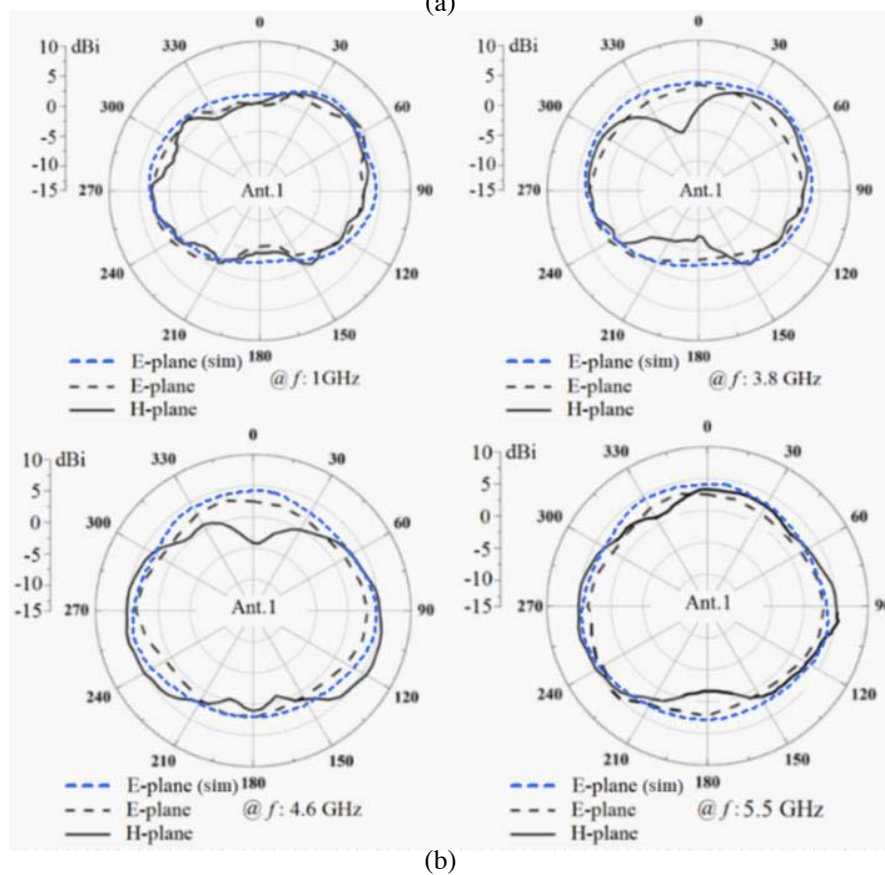 (a)
10 dBi
5
0
-5
-10
-15
0
30
60
90
120
150
180
210
240
270
300
330
Ant.1
E-plane (sim)
E-plane
H-plane
@ f: 1GHz
10 dBi
5
0
-5
-10
-15
0
30
60
90
120
150
180
210
240
270
300
330
Ant.1
E-plane (sim)
E-plane
H-plane
@ f: 3.8 GHz
10 dBi
5
0
-5
-10
-15
0
30
60
90
120
150
180
210
240
270
300
330
Ant.1
E-plane (sim)
E-plane
H-plane
@ f: 4.6 GHz
10 dBi
5
0
-5
-10
-15
0
30
60
9
120
150
180
210
240
270
300
330
Ant.1
E-plane (sim)
E-plane
H-plane
@ f: 5.5 GHz
(b)